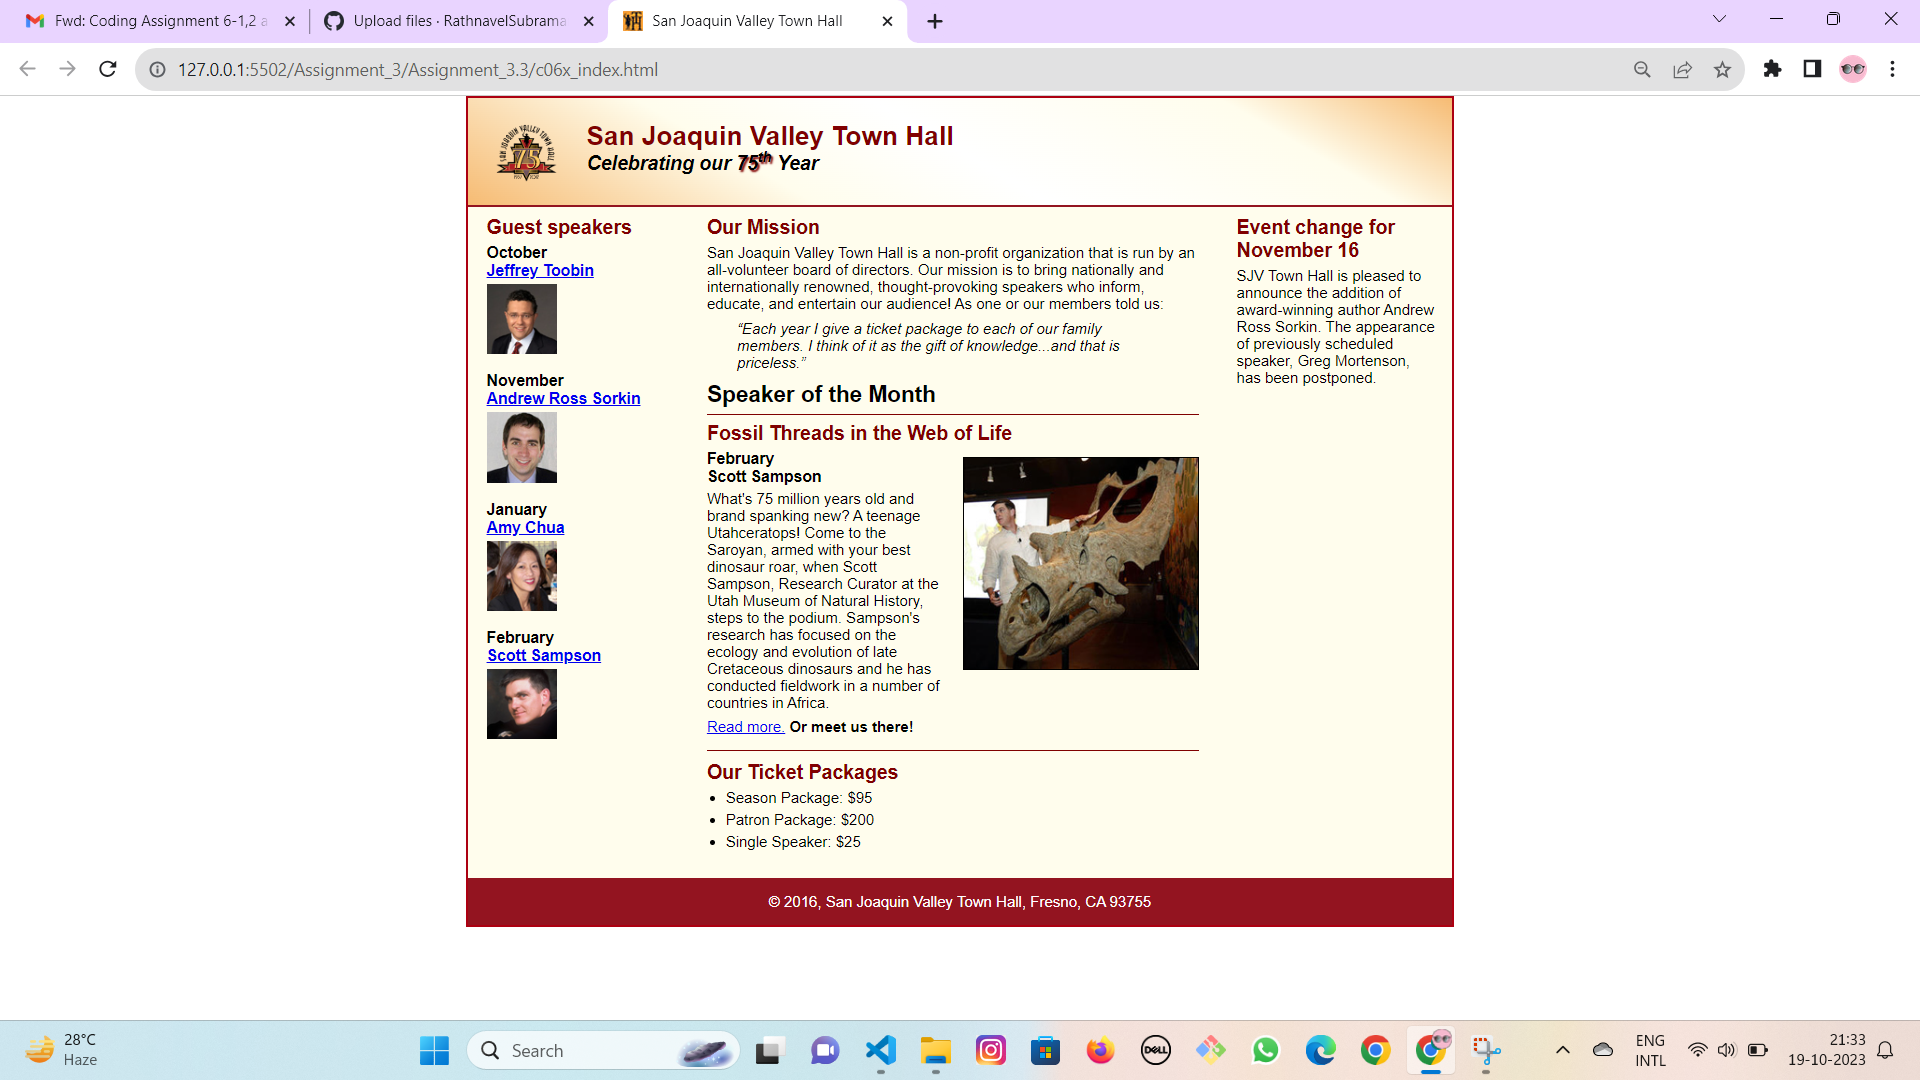 Fwd: Coding Assignment 6-1,2 a
Upload files · RathnavelSubrama
San Joaquin Valley Town Hall
127.0.0.1:5502/Assignment_3/Assignment_3.3/c06x_index.html
SAN JOAQUIN VALLEY TOWN HALL
75
San Joaquin Valley Town Hall
Celebrating our 75th Year
Guest speakers
October
Jeffrey Toobin
November
Andrew Ross Sorkin
January
Amy Chua
February
Scott Sampson
Our Mission
San Joaquin Valley Town Hall is a non-profit organization that is run by an
all-volunteer board of directors. Our mission is to bring nationally and
internationally renowned, thought-provoking speakers who inform,
educate, and entertain our audience! As one or our members told us:
“Each year I give a ticket package to each of our family
members. I think of it as the gift of knowledge...and that is
priceless.”
Speaker of the Month
Fossil Threads in the Web of Life
February
Scott Sampson
What's 75 million years old and
brand spanking new? A teenage
Utahceratops! Come to the
Saroyan, armed with your best
dinosaur roar, when Scott
Sampson, Research Curator at the
Utah Museum of Natural History,
steps to the podium. Sampson's
research has focused on the
ecology and evolution of late
Cretaceous dinosaurs and he has
conducted fieldwork in a number of
countries in Africa.
Read more. Or meet us there!
Our Ticket Packages
• Season Package: $95
• Patron Package: $200
• Single Speaker: $25
Event change for
November 16
SJV Town Hall is pleased to
announce the addition of
award-winning author Andrew
Ross Sorkin. The appearance
of previously scheduled
speaker, Greg Mortenson,
has been postponed.
© 2016, San Joaquin Valley Town Hall, Fresno, CA 93755
28°C
Haze
Search
DELL
ENG
INTL
21:33
19-10-2023